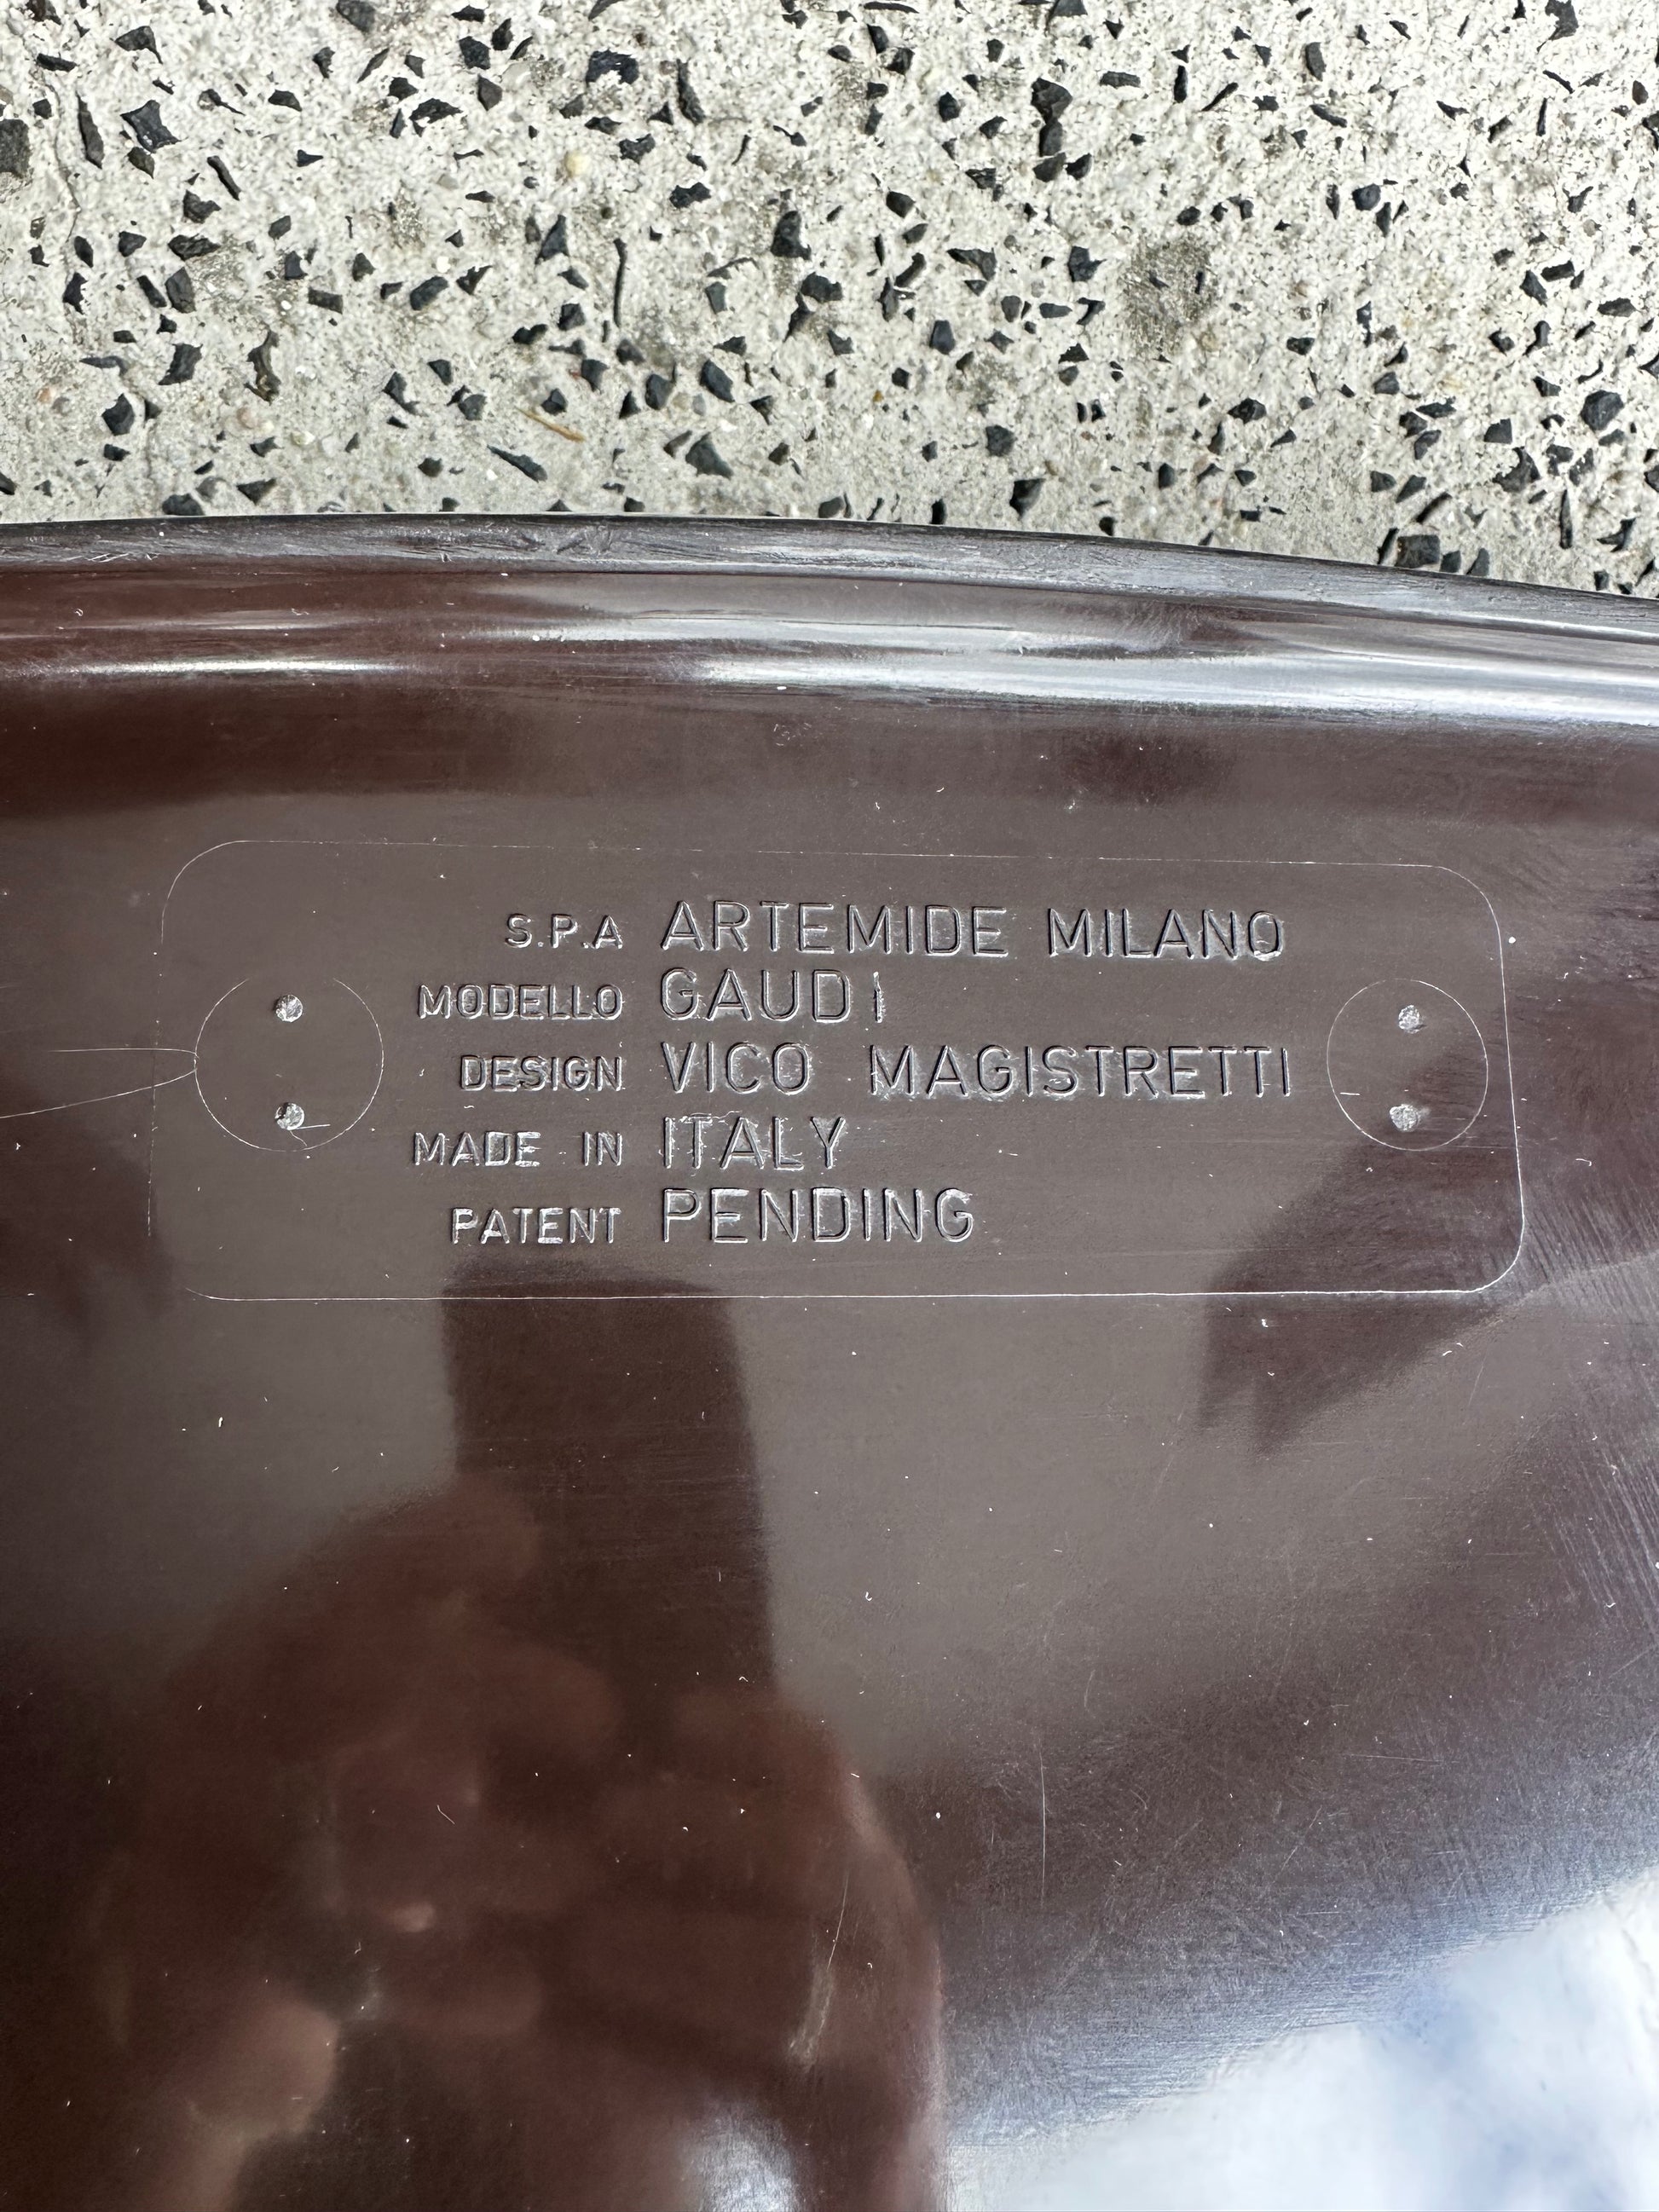 S.P.A ARTEMIDE MILANO
MODELLO GAUDI
DESIGN VICO MAGISTRETTI
MADE IN ITALY
PATENT PENDING